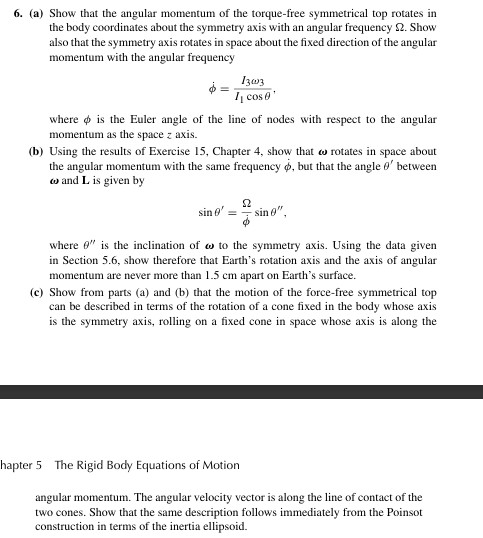 6. (a) Show that the angular momentum of the torque-free symmetrical top rotates in
the body coordinates about the symmetry axis with an angular frequency Ω. Show
also that the symmetry axis rotates in space about the fixed direction of the angular
momentum with the angular frequency
φ̇ = I₃ω₃ / I₁ cos θ ,
where φ is the Euler angle of the line of nodes with respect to the angular
momentum as the space z axis.
(b) Using the results of Exercise 15, Chapter 4, show that ω rotates in space about
the angular momentum with the same frequency φ̇, but that the angle θ′ between
ω and L is given by
sin θ′ = Ω / φ̇ sin θ″,
where θ″ is the inclination of ω to the symmetry axis. Using the data given
in Section 5.6, show therefore that Earth's rotation axis and the axis of angular
momentum are never more than 1.5 cm apart on Earth's surface.
(c) Show from parts (a) and (b) that the motion of the force-free symmetrical top
can be described in terms of the rotation of a cone fixed in the body whose axis
is the symmetry axis, rolling on a fixed cone in space whose axis is along the
hapter 5 The Rigid Body Equations of Motion
angular momentum. The angular velocity vector is along the line of contact of the
two cones. Show that the same description follows immediately from the Poinsot
construction in terms of the inertia ellipsoid.